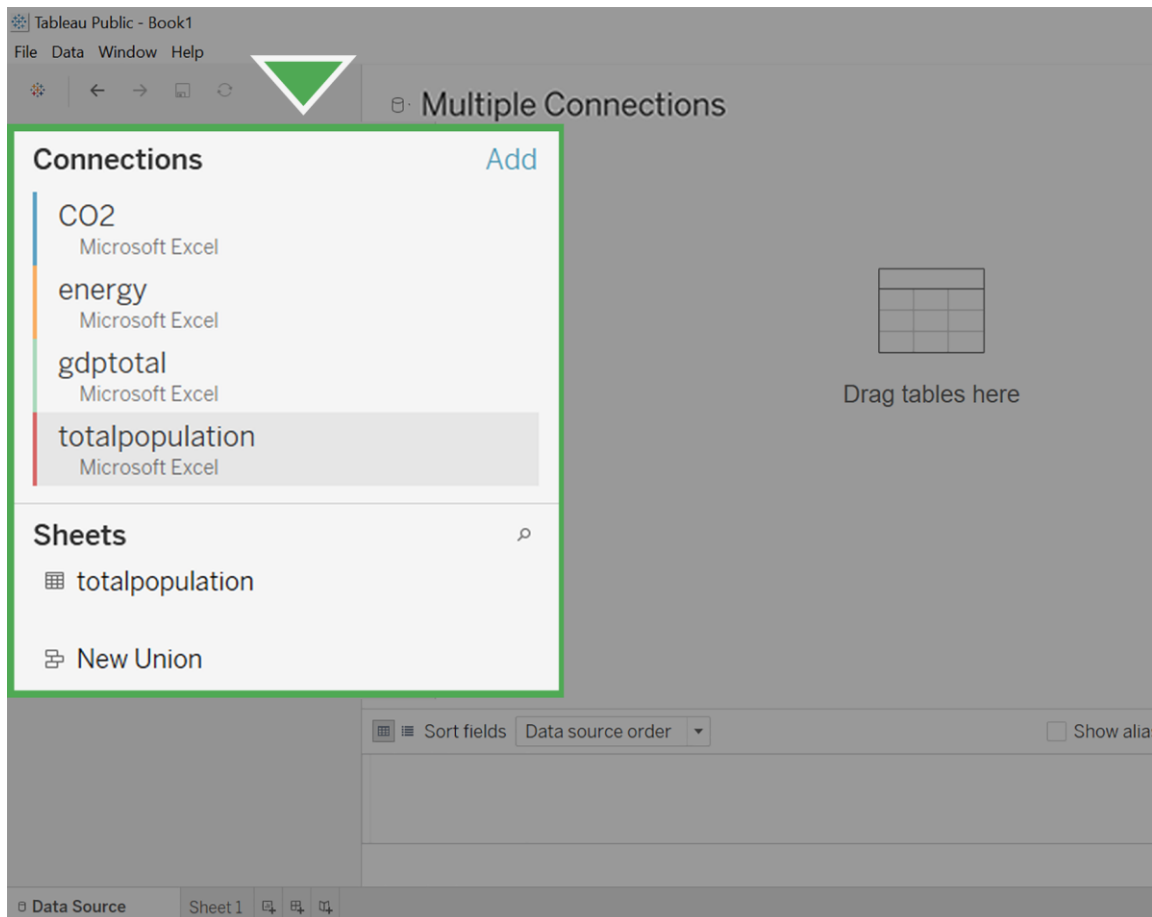 Tableau Public - Book1
File Data Window Help
Multiple Connections
Connections Add
CO2
Microsoft Excel
energy
Microsoft Excel
gdptotal
Microsoft Excel
totalpopulation
Microsoft Excel
Sheets
totalpopulation
New Union
Drag tables here
Sort fields Data source order Show alia
Data Source Sheet 1